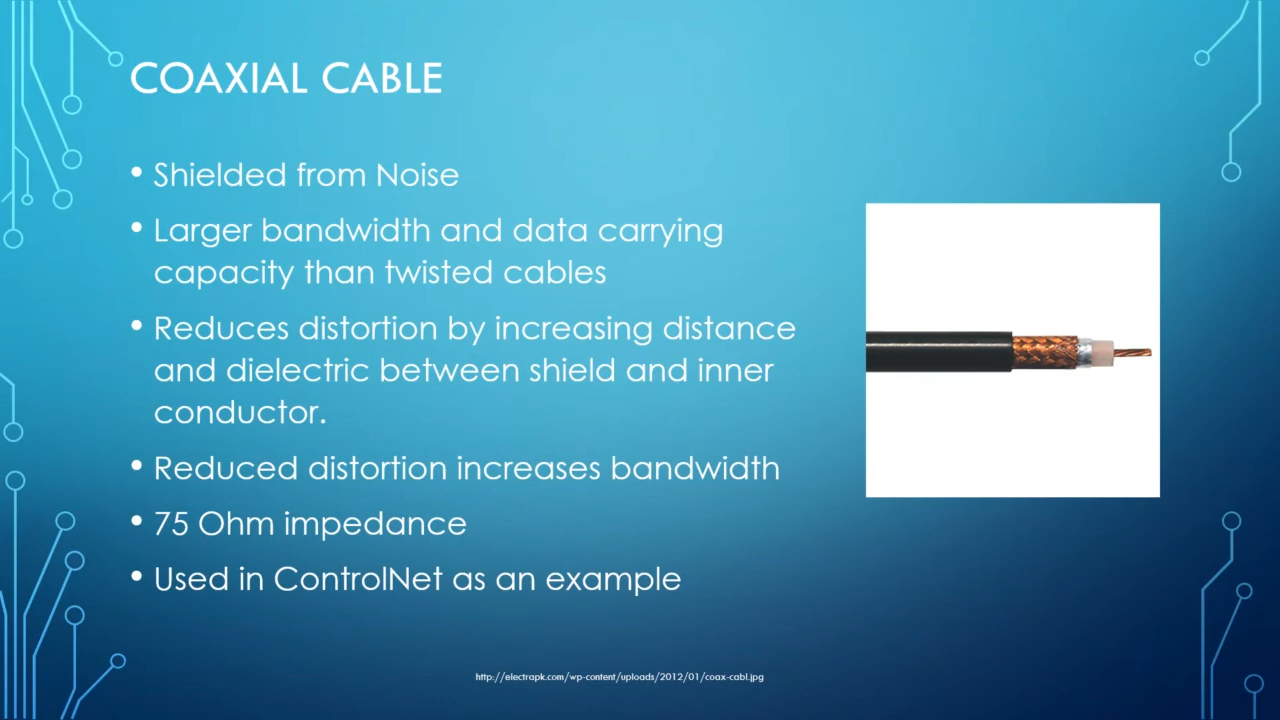 COAXIAL CABLE
• Shielded from Noise
• Larger bandwidth and data carrying
capacity than twisted cables
• Reduces distortion by increasing distance
and dielectric between shield and inner
conductor.
• Reduced distortion increases bandwidth
• 75 Ohm impedance
• Used in ControlNet as an example
http://electrapk.com/wp-content/uploads/2012/01/coax-cabl.jpg